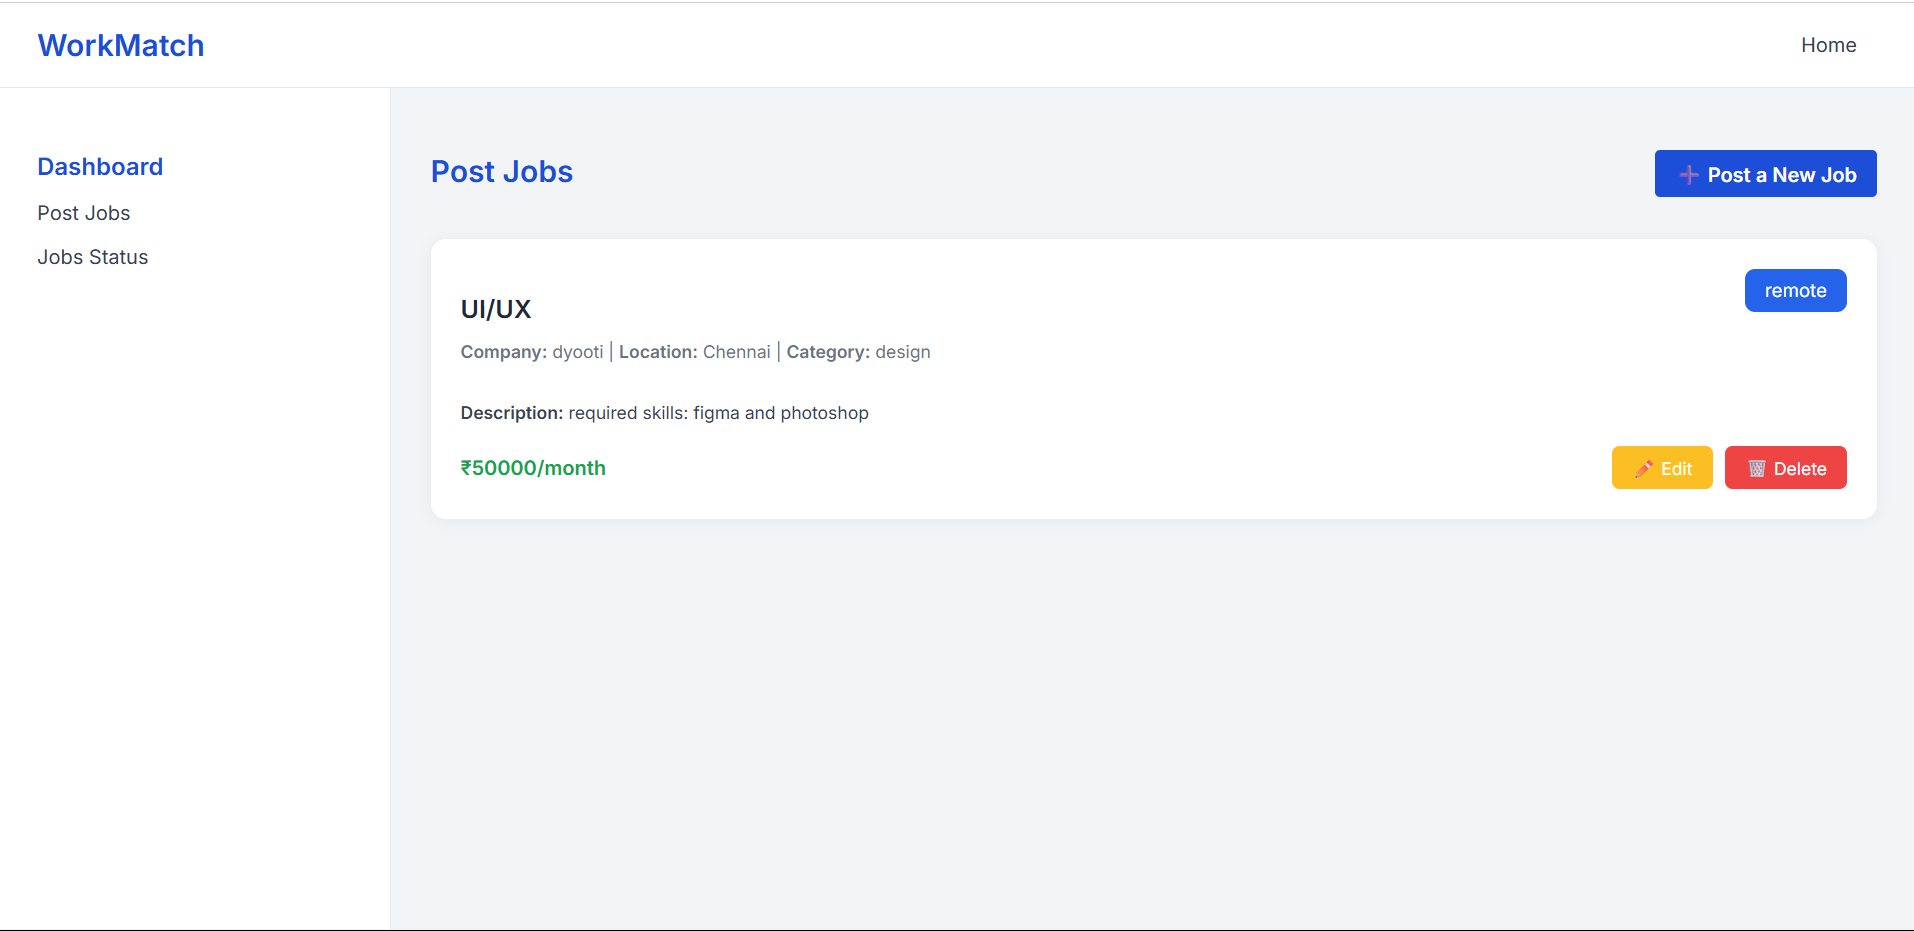 WorkMatch
Home
Dashboard
Post Jobs
Jobs Status
Post Jobs
➕ Post a New Job
remote
UI/UX
Company: dyooti | Location: Chennai | Category: design
Description: required skills: figma and photoshop
₹50000/month
✏️ Edit
🗑️ Delete